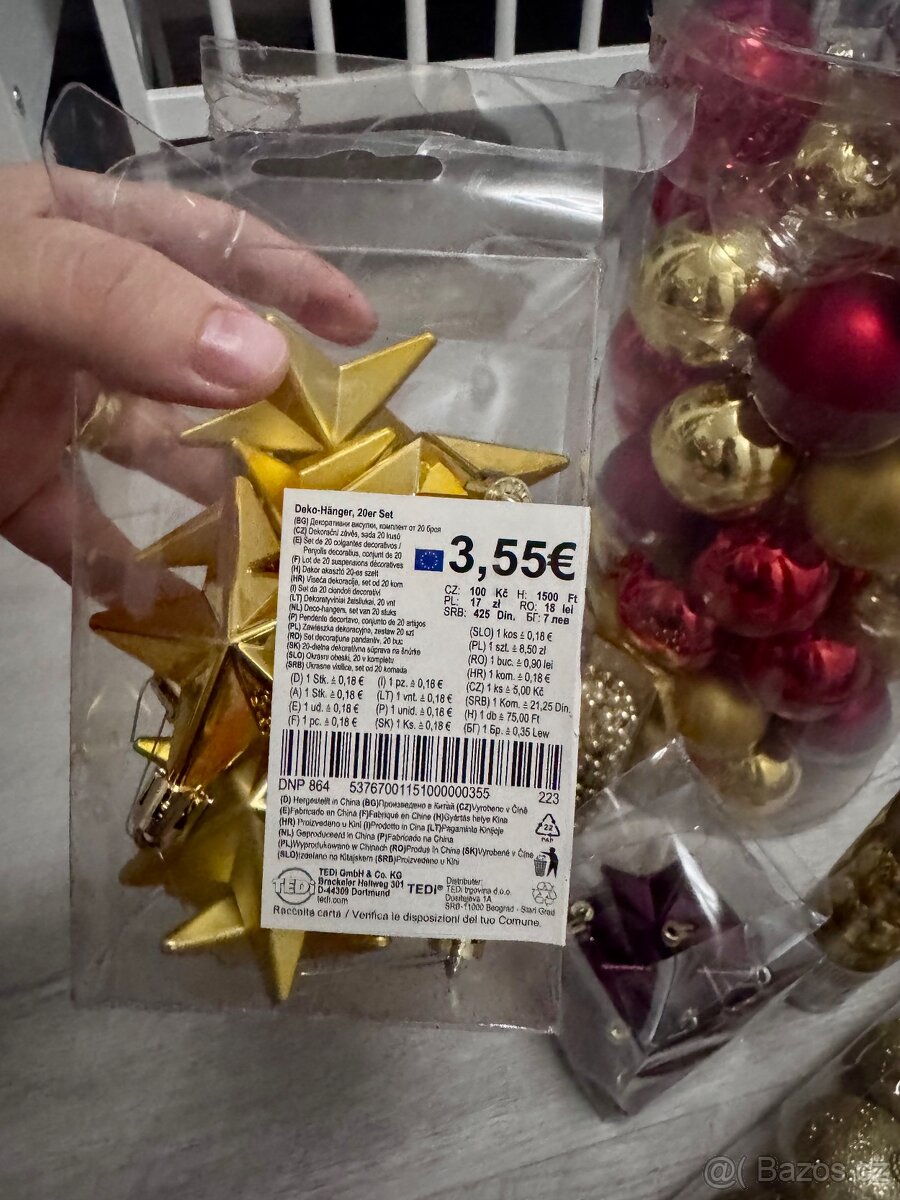 Deko-Hänger, 20er Set
(BG) Декоративни висулки, комплект от 20 броя
(CZ) Dekorační závěs, sada 20 kusů
(E) Set de 20 colgantes decorativos /
Penjolls decoratius, conjunt de 20
(F) Lot de 20 suspensions décoratives
(H) Dekor akasztó 20-as szett
(HR) Viseća dekoracija, set od 20 kom
(I) Set da 20 ciondoli decorativi
(LT) Dekoratyviniai žaisliukai, 20 vnt
(NL) Deco-hangers, set van 20 stuks
(P) Pendente decorativo, conjunto de 20 artigos
(PL) Zawieszka dekoracyjna, zestaw 20 szt
(RO) Set decorațiune pandantiv, 20 buc
(SK) 20-dielna dekoratívna súprava na šnúrke
(SLO) Okrasni obeski, 20 v kompletu
(SRB) Ukrasne visilice, set od 20 komada
3,55€
CZ: 100 Kč H: 1500 Ft
PL: 17 zł RO: 18 lei
SRB: 425 Din. БГ: 7 лев
(SLO) 1 kos ≙ 0,18 €
(PL) 1 szt. ≙ 8,50 zł
(RO) 1 buc. ≙ 0,90 lei
(HR) 1 kom. ≙ 0,18 €
(CZ) 1 ks ≙ 5,00 Kč
(SRB) 1 Kom. ≙ 21,25 Din.
(H) 1 db ≙ 75,00 Ft
(БГ) 1 бр. ≙ 0,35 Lew
(D) 1 Stk. ≙ 0,18 € (I) 1 pz. ≙ 0,18 €
(A) 1 Stk. ≙ 0,18 € (LT) 1 vnt. ≙ 0,18 €
(E) 1 ud. ≙ 0,18 € (P) 1 unid. ≙ 0,18 €
(F) 1 pc. ≙ 0,18 € (SK) 1 Ks. ≙ 0,18 €
DNP 864 53767001151000000355 223
(D) Hergestellt in China (BG)Произведено в Китай (CZ)Vyrobeno v Číně
(E)Fabricado en China (F)Fabriqué en Chine (H)Gyártás helye Kína
(HR) Proizvedeno u Kini (I)Prodotto in Cina (LT)Pagaminta Kinijoje
(NL) Geproduceerd in China (P)Fabricado na China
(PL)Wyprodukowano w Chinach (RO)Produs în China (SK)Vyrobené v Číne
(SLO)Izdelano na Kitajskem (SRB)Proizvedeno u Kini
22
PAP
TEDi
TEDi GmbH & Co. KG
Brackeler Hellweg 301
D-44309 Dortmund
tedi.com
TEDi®
Distributer:
TEDi trgovina d.o.o.
Dositejeva 1A
SRB-11000 Beograd - Stari Grad
Raccolta carta / Verifica le disposizioni del tuo Comune.
@( Bazos.cz